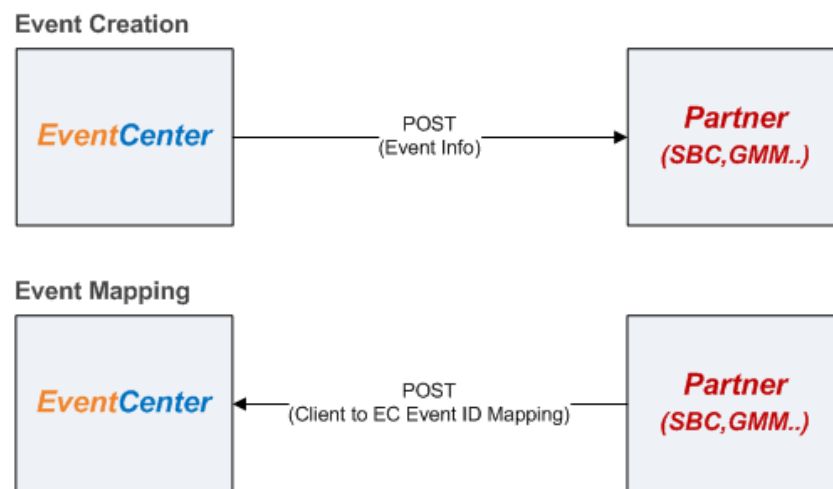 Event Creation
EventCenter
POST
(Event Info)
Partner
(SBC,GMM..)
Event Mapping
EventCenter
POST
(Client to EC Event ID Mapping)
Partner
(SBC,GMM..)